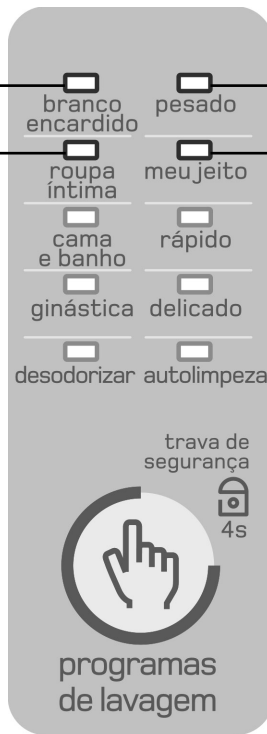 branco
encardido
pesado
roupa
íntima
meu jeito
cama
e banho
rápido
ginástica
delicado
desodorizar
autolimpeza
trava de
segurança
4s
programas
de lavagem